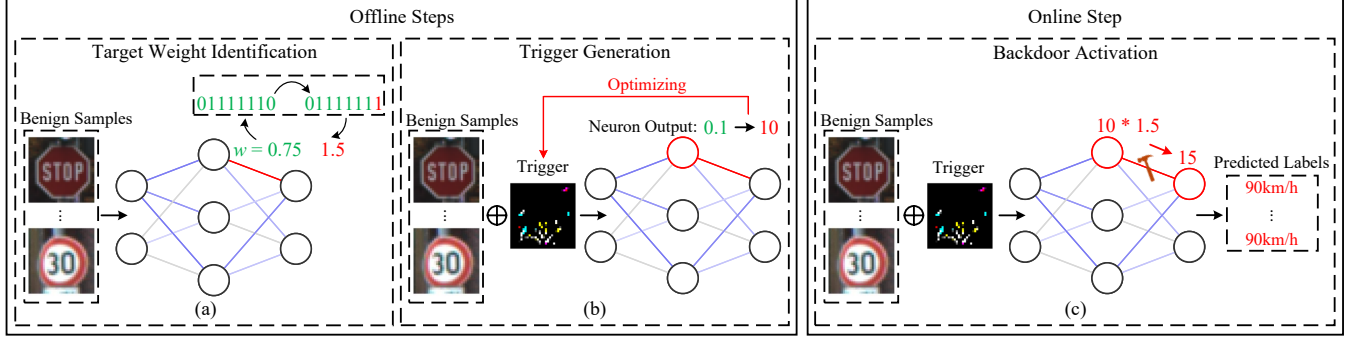 Offline Steps
Target Weight Identification
01111110 01111111
Benign Samples
w = 0.75 1.5
STOP
...
30
(a)
Trigger Generation
Optimizing
Benign Samples
Neuron Output: 0.1 → 10
Trigger
STOP
...
30
(b)
Online Step
Backdoor Activation
Benign Samples
10 * 1.5
15
Trigger
Predicted Labels
STOP
90km/h
...
...
30
90km/h
(c)